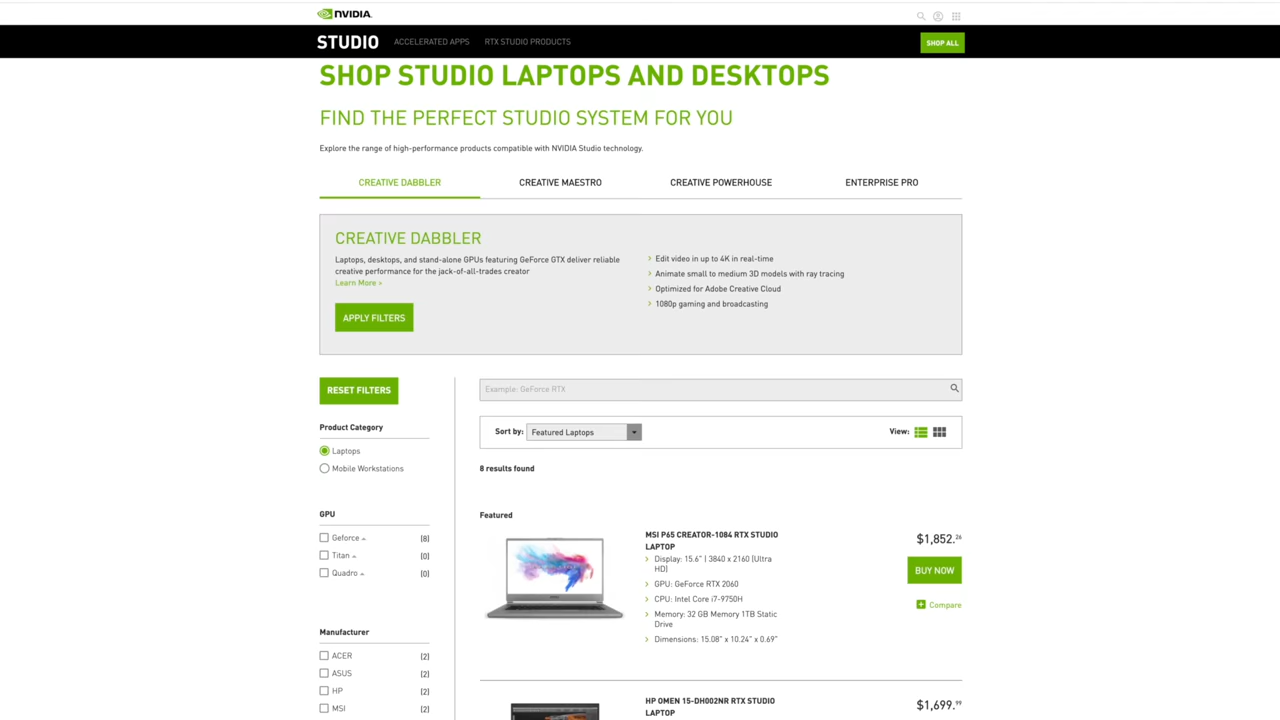 NVIDIA.
STUDIO ACCELERATED APPS RTX STUDIO PRODUCTS SHOP ALL
SHOP STUDIO LAPTOPS AND DESKTOPS
FIND THE PERFECT STUDIO SYSTEM FOR YOU
Explore the range of high-performance products compatible with NVIDIA Studio technology.
CREATIVE DABBLER CREATIVE MAESTRO CREATIVE POWERHOUSE ENTERPRISE PRO
CREATIVE DABBLER
Laptops, desktops, and stand-alone GPUs featuring GeForce GTX deliver reliable
creative performance for the jack-of-all-trades creator
Learn More >
APPLY FILTERS
Edit video in up to 4K in real-time
Animate small to medium 3D models with ray tracing
Optimized for Adobe Creative Cloud
1080p gaming and broadcasting
RESET FILTERS
Product Category
Laptops
Mobile Workstations
GPU
Geforce (8)
Titan (0)
Quadro (0)
Manufacturer
ACER (2)
ASUS (2)
HP (2)
MSI (2)
Example: GeForce RTX
Sort by: Featured Laptops View:
8 results found
Featured
MSI P65 CREATOR-1084 RTX STUDIO
LAPTOP
Display: 15.6" | 3840 x 2160 (Ultra
HD)
GPU: GeForce RTX 2060
CPU: Intel Core i7-9750H
Memory: 32 GB Memory 1TB Static
Drive
Dimensions: 15.08" x 10.24" x 0.69"
$1,852.26
BUY NOW
Compare
HP OMEN 15-DH002NR RTX STUDIO
LAPTOP
$1,699.99